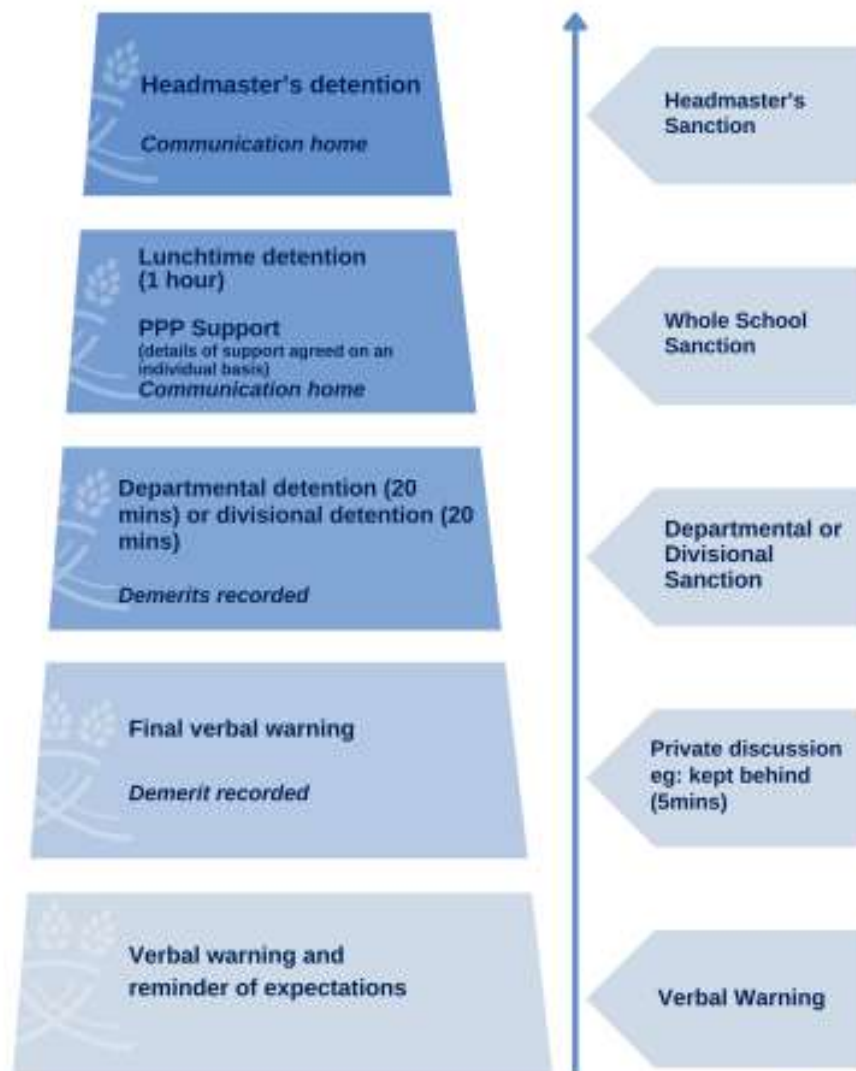 Headmaster's detention
Communication home
Headmaster's
Sanction
Lunchtime detention
(1 hour)
PPP Support
(details of support agreed on an
individual basis)
Communication home
Whole School
Sanction
Departmental detention (20
mins) or divisional detention (20
mins)
Demerits recorded
Departmental or
Divisional
Sanction
Final verbal warning
Demerit recorded
Private discussion
eg: kept behind
(5mins)
Verbal warning and
reminder of expectations
Verbal Warning